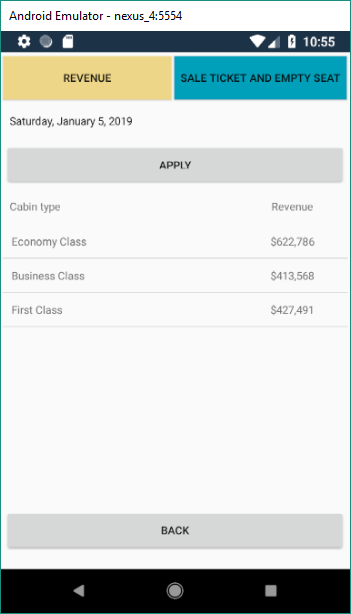 Android Emulator - nexus_4:5554
10:55
REVENUE
SALE TICKET AND EMPTY SEAT
Saturday, January 5, 2019
APPLY
Cabin type Revenue
Economy Class $622,786
Business Class $413,568
First Class $427,491
BACK